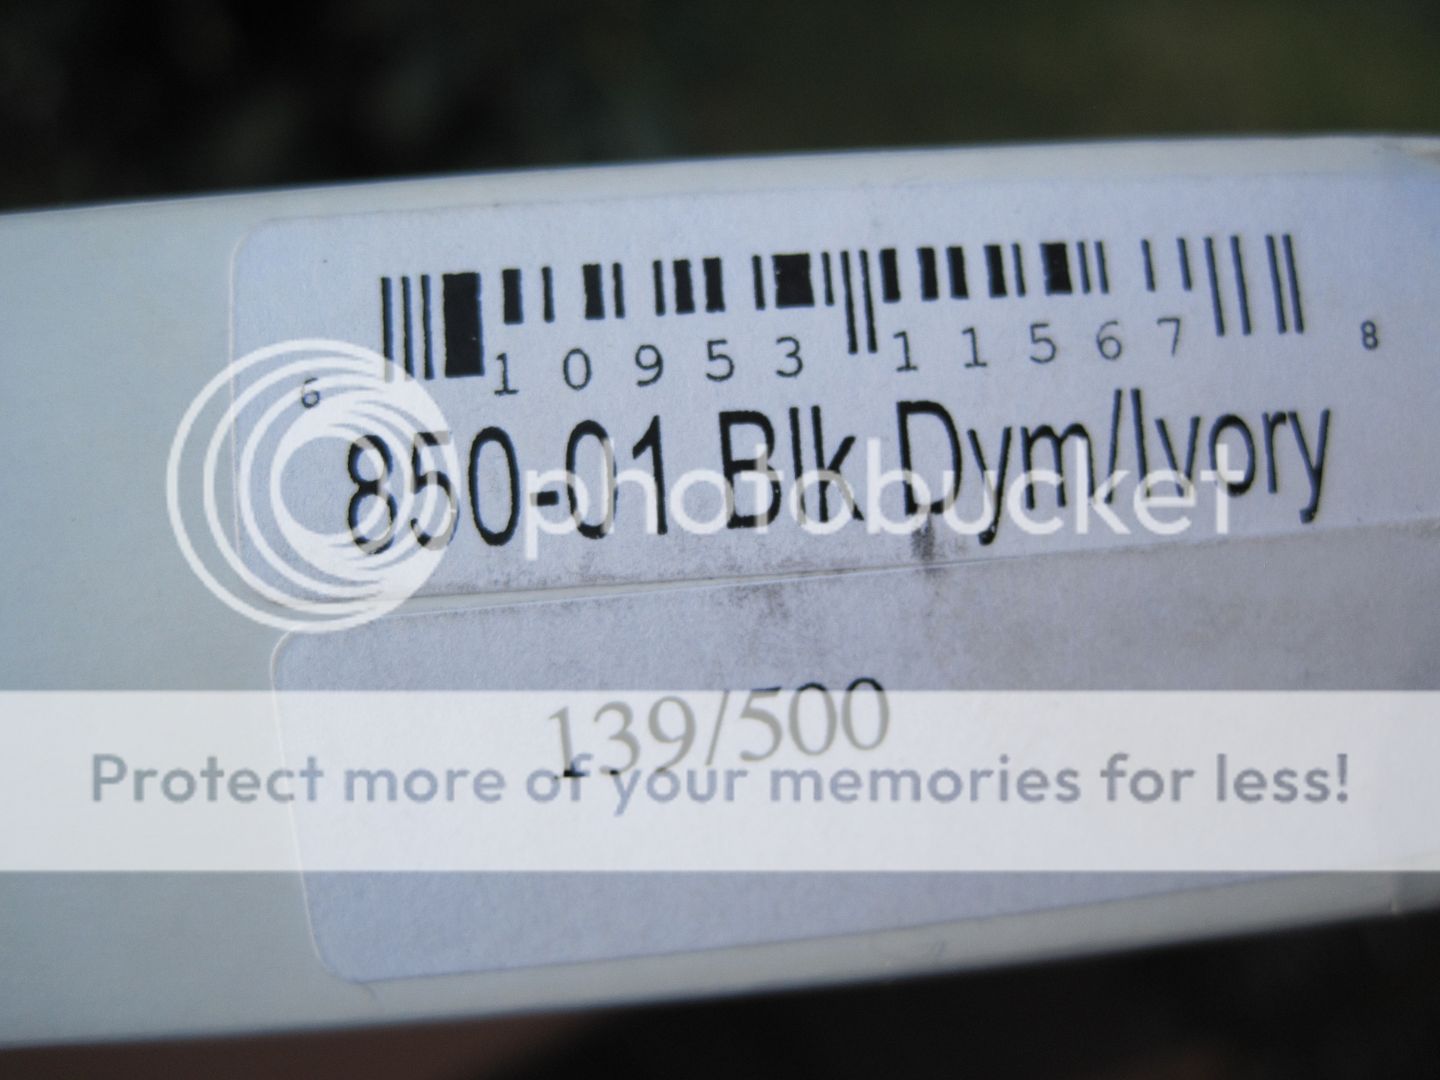 6 10953 11567 8
850-01 Blk Dym/Ivory
photobucket
139/500
Protect more of your memories for less!